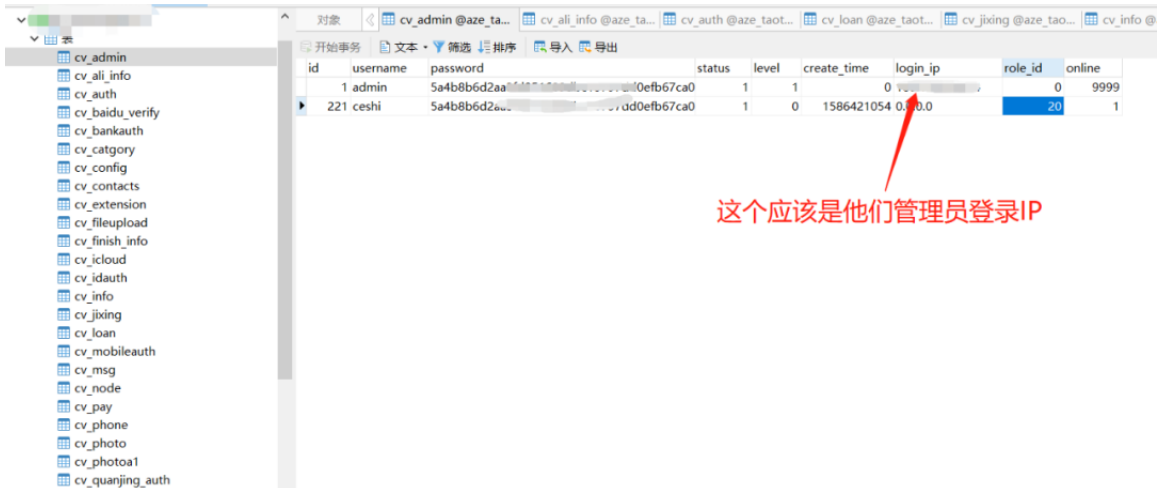 对象
cv_admin @aze_ta...
cv_ali_info @aze_ta...
cv_auth @aze_taot...
cv_loan @aze_taot...
cv_jixing @aze_tao...
cv_info @
表
开始事务 文本 筛选 排序 导入 导出
cv_admin
cv_ali_info
cv_auth
cv_baidu_verify
cv_bankauth
cv_catgory
cv_config
cv_contacts
cv_extension
cv_fileupload
cv_finish_info
cv_icloud
cv_idauth
cv_info
cv_jixing
cv_loan
cv_mobileauth
cv_msg
cv_node
cv_pay
cv_phone
cv_photo
cv_photoa1
cv_quanjing_auth
id username password status level create_time login_ip role_id online
1 admin 1 1 0 0 9999
221 ceshi 1 0 1586421054 20 1
这个应该是他们管理员登录IP